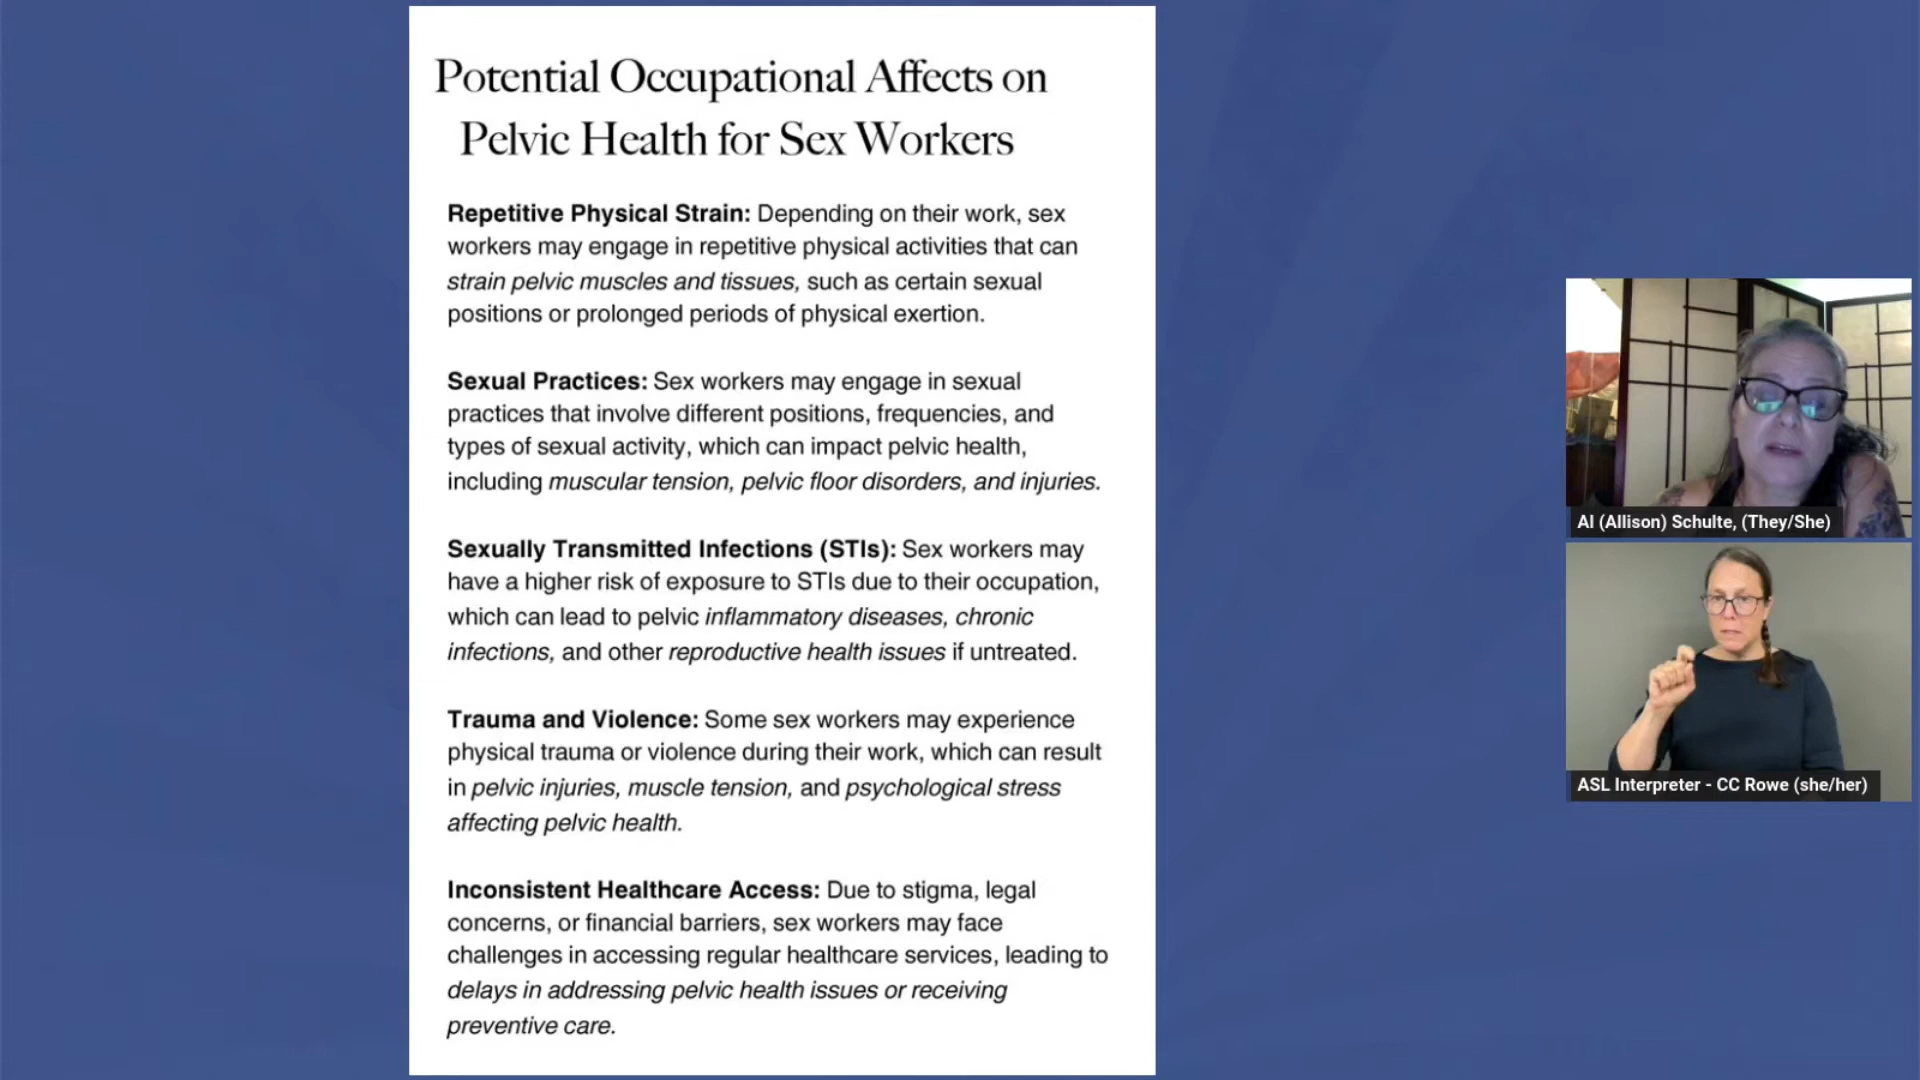 Potential Occupational Affects on
Pelvic Health for Sex Workers
Repetitive Physical Strain: Depending on their work, sex
workers may engage in repetitive physical activities that can
strain pelvic muscles and tissues, such as certain sexual
positions or prolonged periods of physical exertion.
Sexual Practices: Sex workers may engage in sexual
practices that involve different positions, frequencies, and
types of sexual activity, which can impact pelvic health,
including muscular tension, pelvic floor disorders, and injuries.
Sexually Transmitted Infections (STIs): Sex workers may
have a higher risk of exposure to STIs due to their occupation,
which can lead to pelvic inflammatory diseases, chronic
infections, and other reproductive health issues if untreated.
Trauma and Violence: Some sex workers may experience
physical trauma or violence during their work, which can result
in pelvic injuries, muscle tension, and psychological stress
affecting pelvic health.
Inconsistent Healthcare Access: Due to stigma, legal
concerns, or financial barriers, sex workers may face
challenges in accessing regular healthcare services, leading to
delays in addressing pelvic health issues or receiving
preventive care.
Al (Allison) Schulte, (They/She)
ASL Interpreter - CC Rowe (she/her)